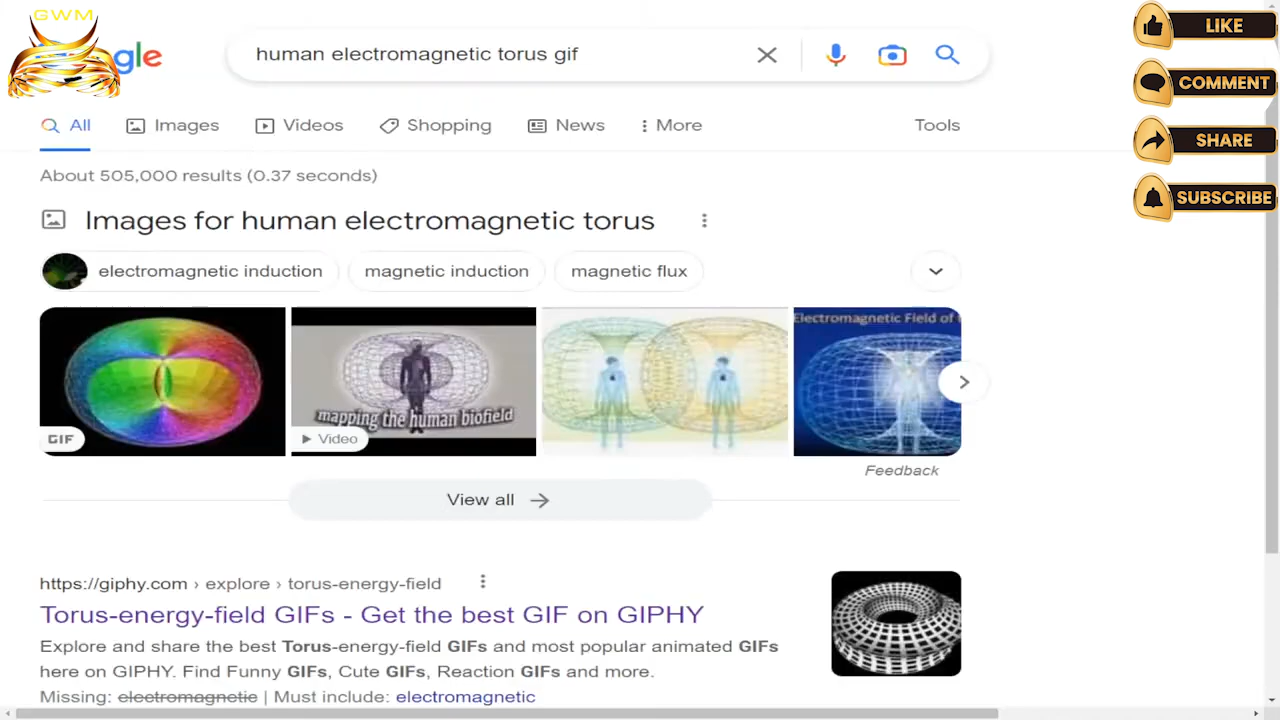 GWM
gle
human electromagnetic torus gif
All
Images
Videos
Shopping
News
More
Tools
About 505,000 results (0.37 seconds)
Images for human electromagnetic torus
electromagnetic induction
magnetic induction
magnetic flux
GIF
mapping the human biofield
Video
Electromagnetic Field of
Feedback
View all
https://giphy.com › explore › torus-energy-field
Torus-energy-field GIFs - Get the best GIF on GIPHY
Explore and share the best Torus-energy-field GIFs and most popular animated GIFs
here on GIPHY. Find Funny GIFs, Cute GIFs, Reaction GIFs and more.
Missing: electromagnetic | Must include: electromagnetic
LIKE
COMMENT
SHARE
SUBSCRIBE